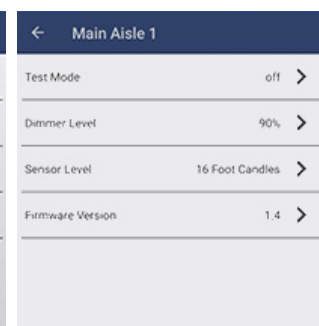 Main Aisle 1
Test Mode off
Dimmer Level 90%
Sensor Level 16 Foot Candles
Firmware Version 1.4